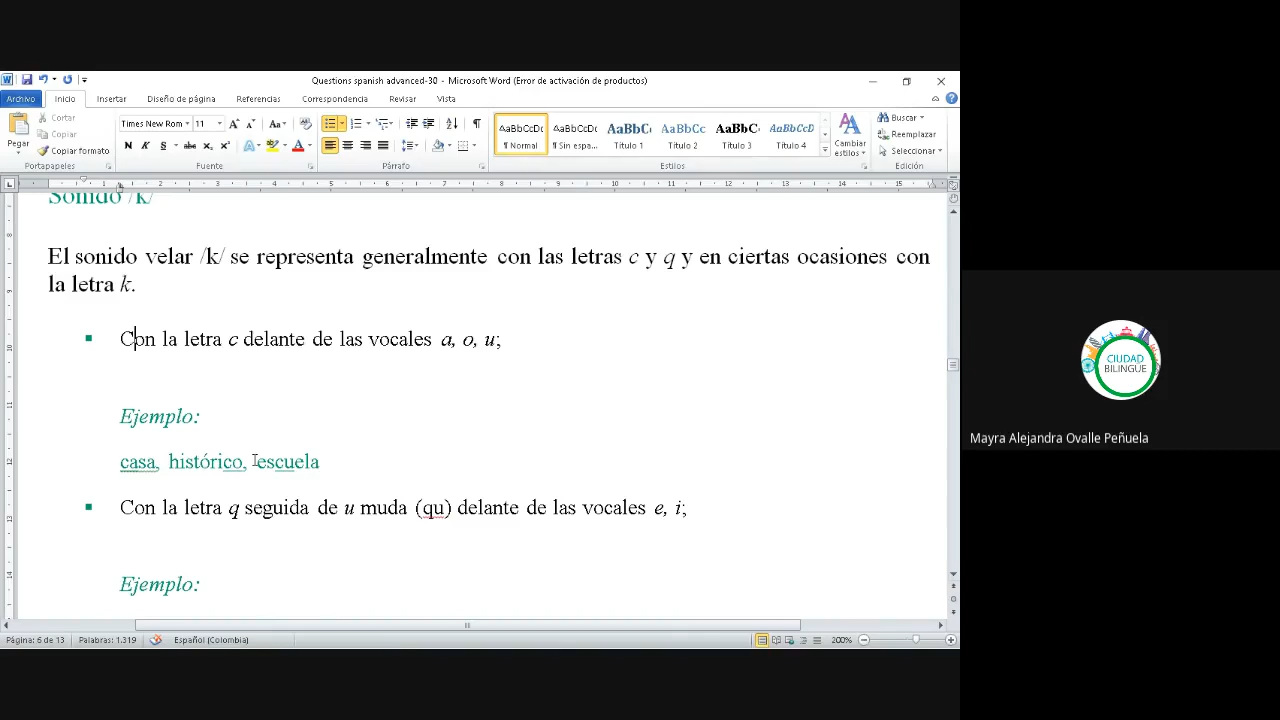 Questions spanish advanced-30 - Microsoft Word (Error de activación de productos)
Archivo Inicio Insertar Diseño de página Referencias Correspondencia Revisar Vista
Pegar
Cortar
Copiar
Copiar formato
Portapapeles
Times New Rom 11
Fuente
Párrafo
AaBbCcDc AaBbCcDc AaBbC AaBbCc AaBbC AaBbCcD
¶ Normal ¶ Sin espa... Título 1 Título 2 Título 3 Título 4
Cambiar estilos
Estilos
Buscar
Reemplazar
Seleccionar
Edición
Sonido /k/
El sonido velar /k/ se representa generalmente con las letras c y q y en ciertas ocasiones con
la letra k.
Con la letra c delante de las vocales a, o, u;
Ejemplo:
casa, histórico, escuela
Con la letra q seguida de u muda (qu) delante de las vocales e, i;
Ejemplo:
Página: 6 de 13 Palabras: 1.319 Español (Colombia) 200%
CIUDAD
BILINGÜE
Mayra Alejandra Ovalle Peñuela